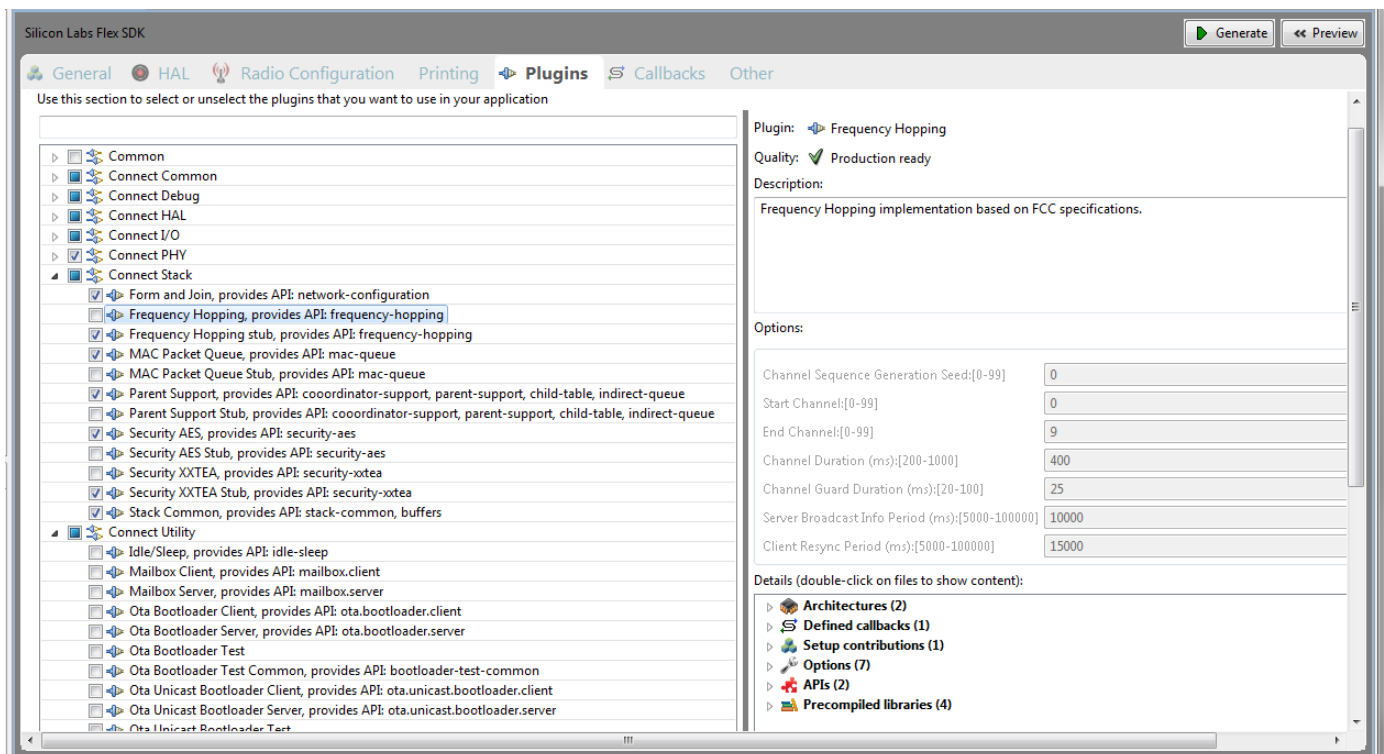 Silicon Labs Flex SDK
Generate
Preview
General HAL Radio Configuration Printing Plugins Callbacks Other
Use this section to select or unselect the plugins that you want to use in your application
Common
Connect Common
Connect Debug
Connect HAL
Connect I/O
Connect PHY
Connect Stack
Form and Join, provides API: network-configuration
Frequency Hopping, provides API: frequency-hopping
Frequency Hopping stub, provides API: frequency-hopping
MAC Packet Queue, provides API: mac-queue
MAC Packet Queue Stub, provides API: mac-queue
Parent Support, provides API: cooordinator-support, parent-support, child-table, indirect-queue
Parent Support Stub, provides API: cooordinator-support, parent-support, child-table, indirect-queue
Security AES, provides API: security-aes
Security AES Stub, provides API: security-aes
Security XXTEA, provides API: security-xxtea
Security XXTEA Stub, provides API: security-xxtea
Stack Common, provides API: stack-common, buffers
Connect Utility
Idle/Sleep, provides API: idle-sleep
Mailbox Client, provides API: mailbox.client
Mailbox Server, provides API: mailbox.server
Ota Bootloader Client, provides API: ota.bootloader.client
Ota Bootloader Server, provides API: ota.bootloader.server
Ota Bootloader Test
Ota Bootloader Test Common, provides API: bootloader-test-common
Ota Unicast Bootloader Client, provides API: ota.unicast.bootloader.client
Ota Unicast Bootloader Server, provides API: ota.unicast.bootloader.server
Ota Unicast Bootloader Test
Plugin: Frequency Hopping
Quality: Production ready
Description:
Frequency Hopping implementation based on FCC specifications.
Options:
Channel Sequence Generation Seed:[0-99] 0
Start Channel:[0-99] 0
End Channel:[0-99] 9
Channel Duration (ms):[200-1000] 400
Channel Guard Duration (ms):[20-100] 25
Server Broadcast Info Period (ms):[5000-100000] 10000
Client Resync Period (ms):[5000-100000] 15000
Details (double-click on files to show content):
Architectures (2)
Defined callbacks (1)
Setup contributions (1)
Options (7)
APIs (2)
Precompiled libraries (4)